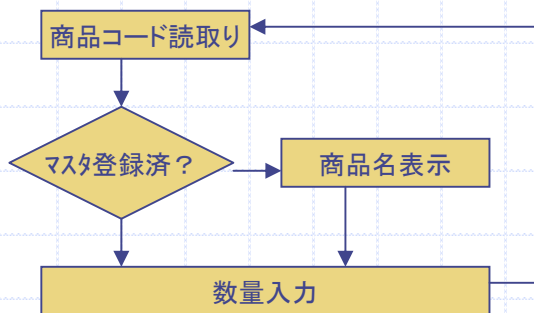 商品コード読取り
マスタ登録済？
商品名表示
数量入力